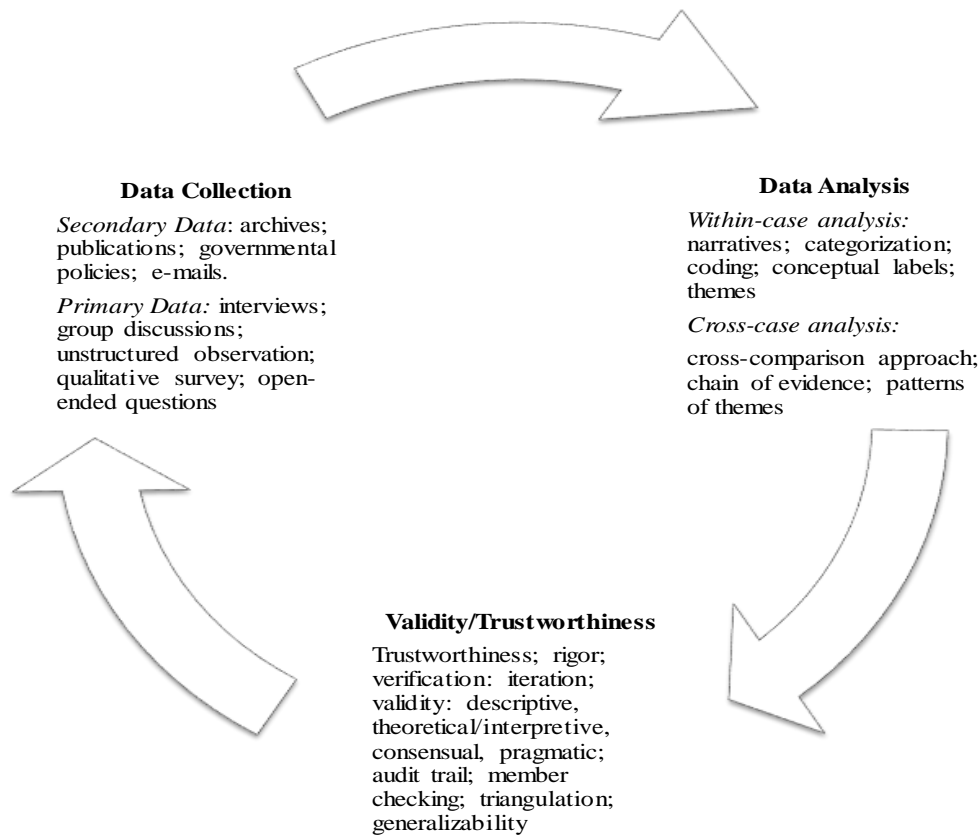 Data Collection
Secondary Data: archives;
publications; governmental
policies; e-mails.
Primary Data: interviews;
group discussions;
unstructured observation;
qualitative survey; open-
ended questions
Data Analysis
Within-case analysis:
narratives; categorization;
coding; conceptual labels;
themes
Cross-case analysis:
cross-comparison approach;
chain of evidence; patterns
of themes
Validity/Trustworthiness
Trustworthiness; rigor;
verification: iteration;
validity: descriptive,
theoretical/interpretive,
consensual, pragmatic;
audit trail; member
checking; triangulation;
generalizability